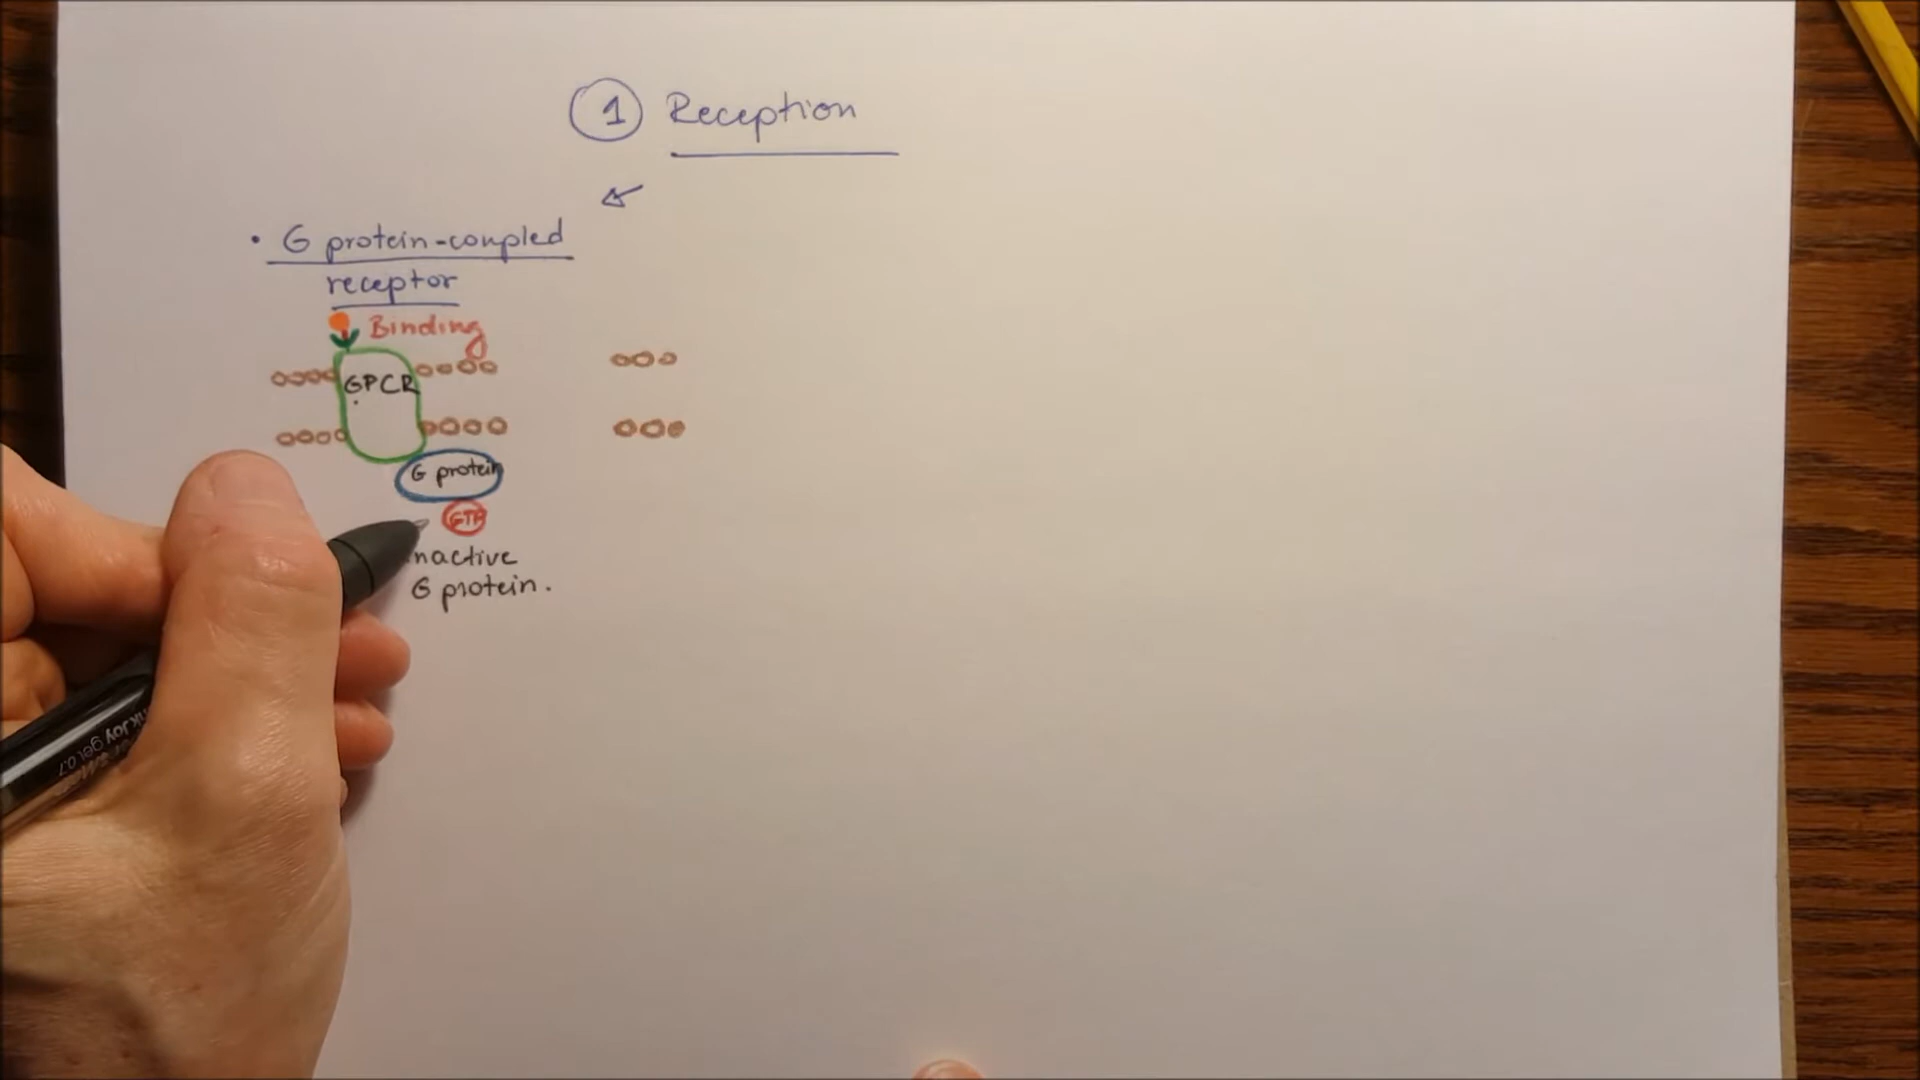 1 Reception
• G protein-coupled
receptor
Binding
GPCR
G protein
GTP
nactive
G protein.